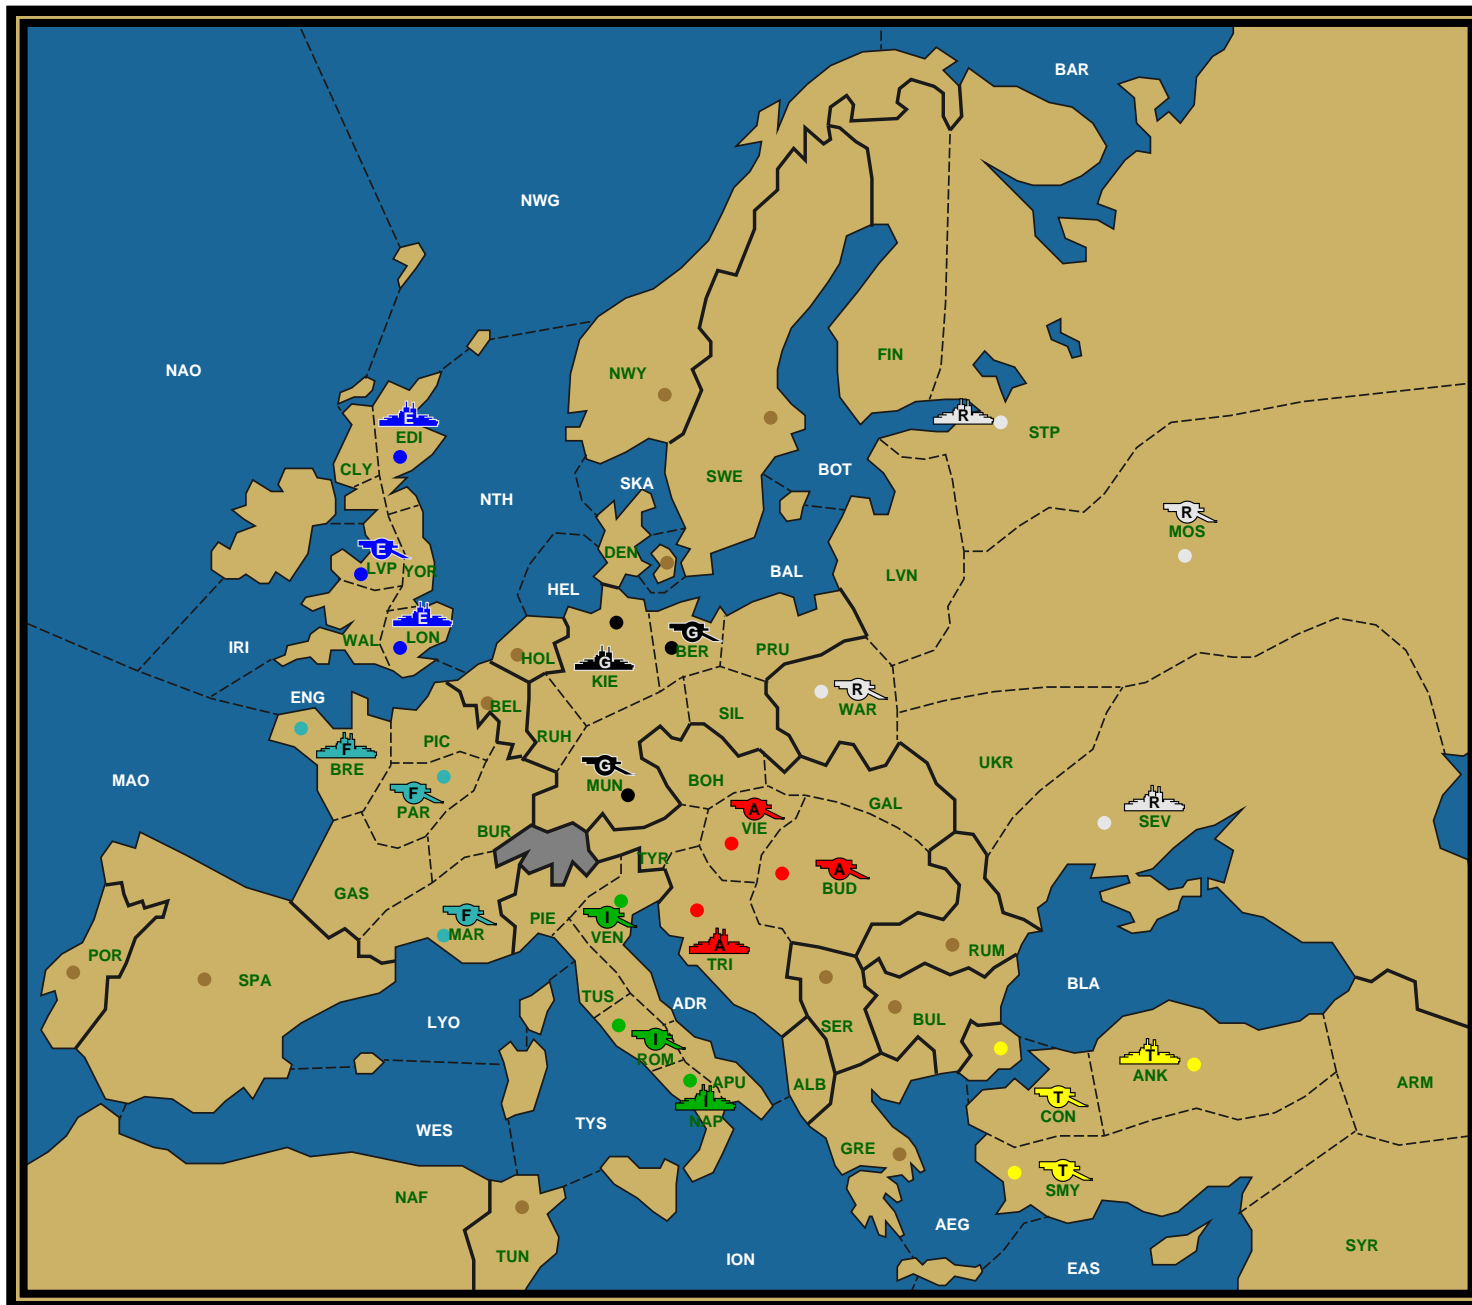 BAR
NWG
NAO
FIN
NWY
R
E
EDI
STP
CLY
SWE
BOT
SKA
NTH
R
MOS
E
DEN
LVP
YOR
BAL
LVN
HEL
E
LON
WAL
IRI
G
BER
PRU
HOL
G
KIE
R
WAR
ENG
BEL
SIL
RUH
PIC
F
BRE
UKR
G
MUN
BOH
MAO
F
PAR
A
VIE
GAL
R
SEV
BUR
TYR
A
BUD
GAS
F
MAR
PIE
I
VEN
A
TRI
RUM
POR
SPA
BLA
TUS
ADR
LYO
SER
BUL
I
ROM
T
ANK
APU
ALB
ARM
I
NAP
T
CON
TYS
WES
GRE
T
SMY
NAF
AEG
TUN
ION
EAS
SYR